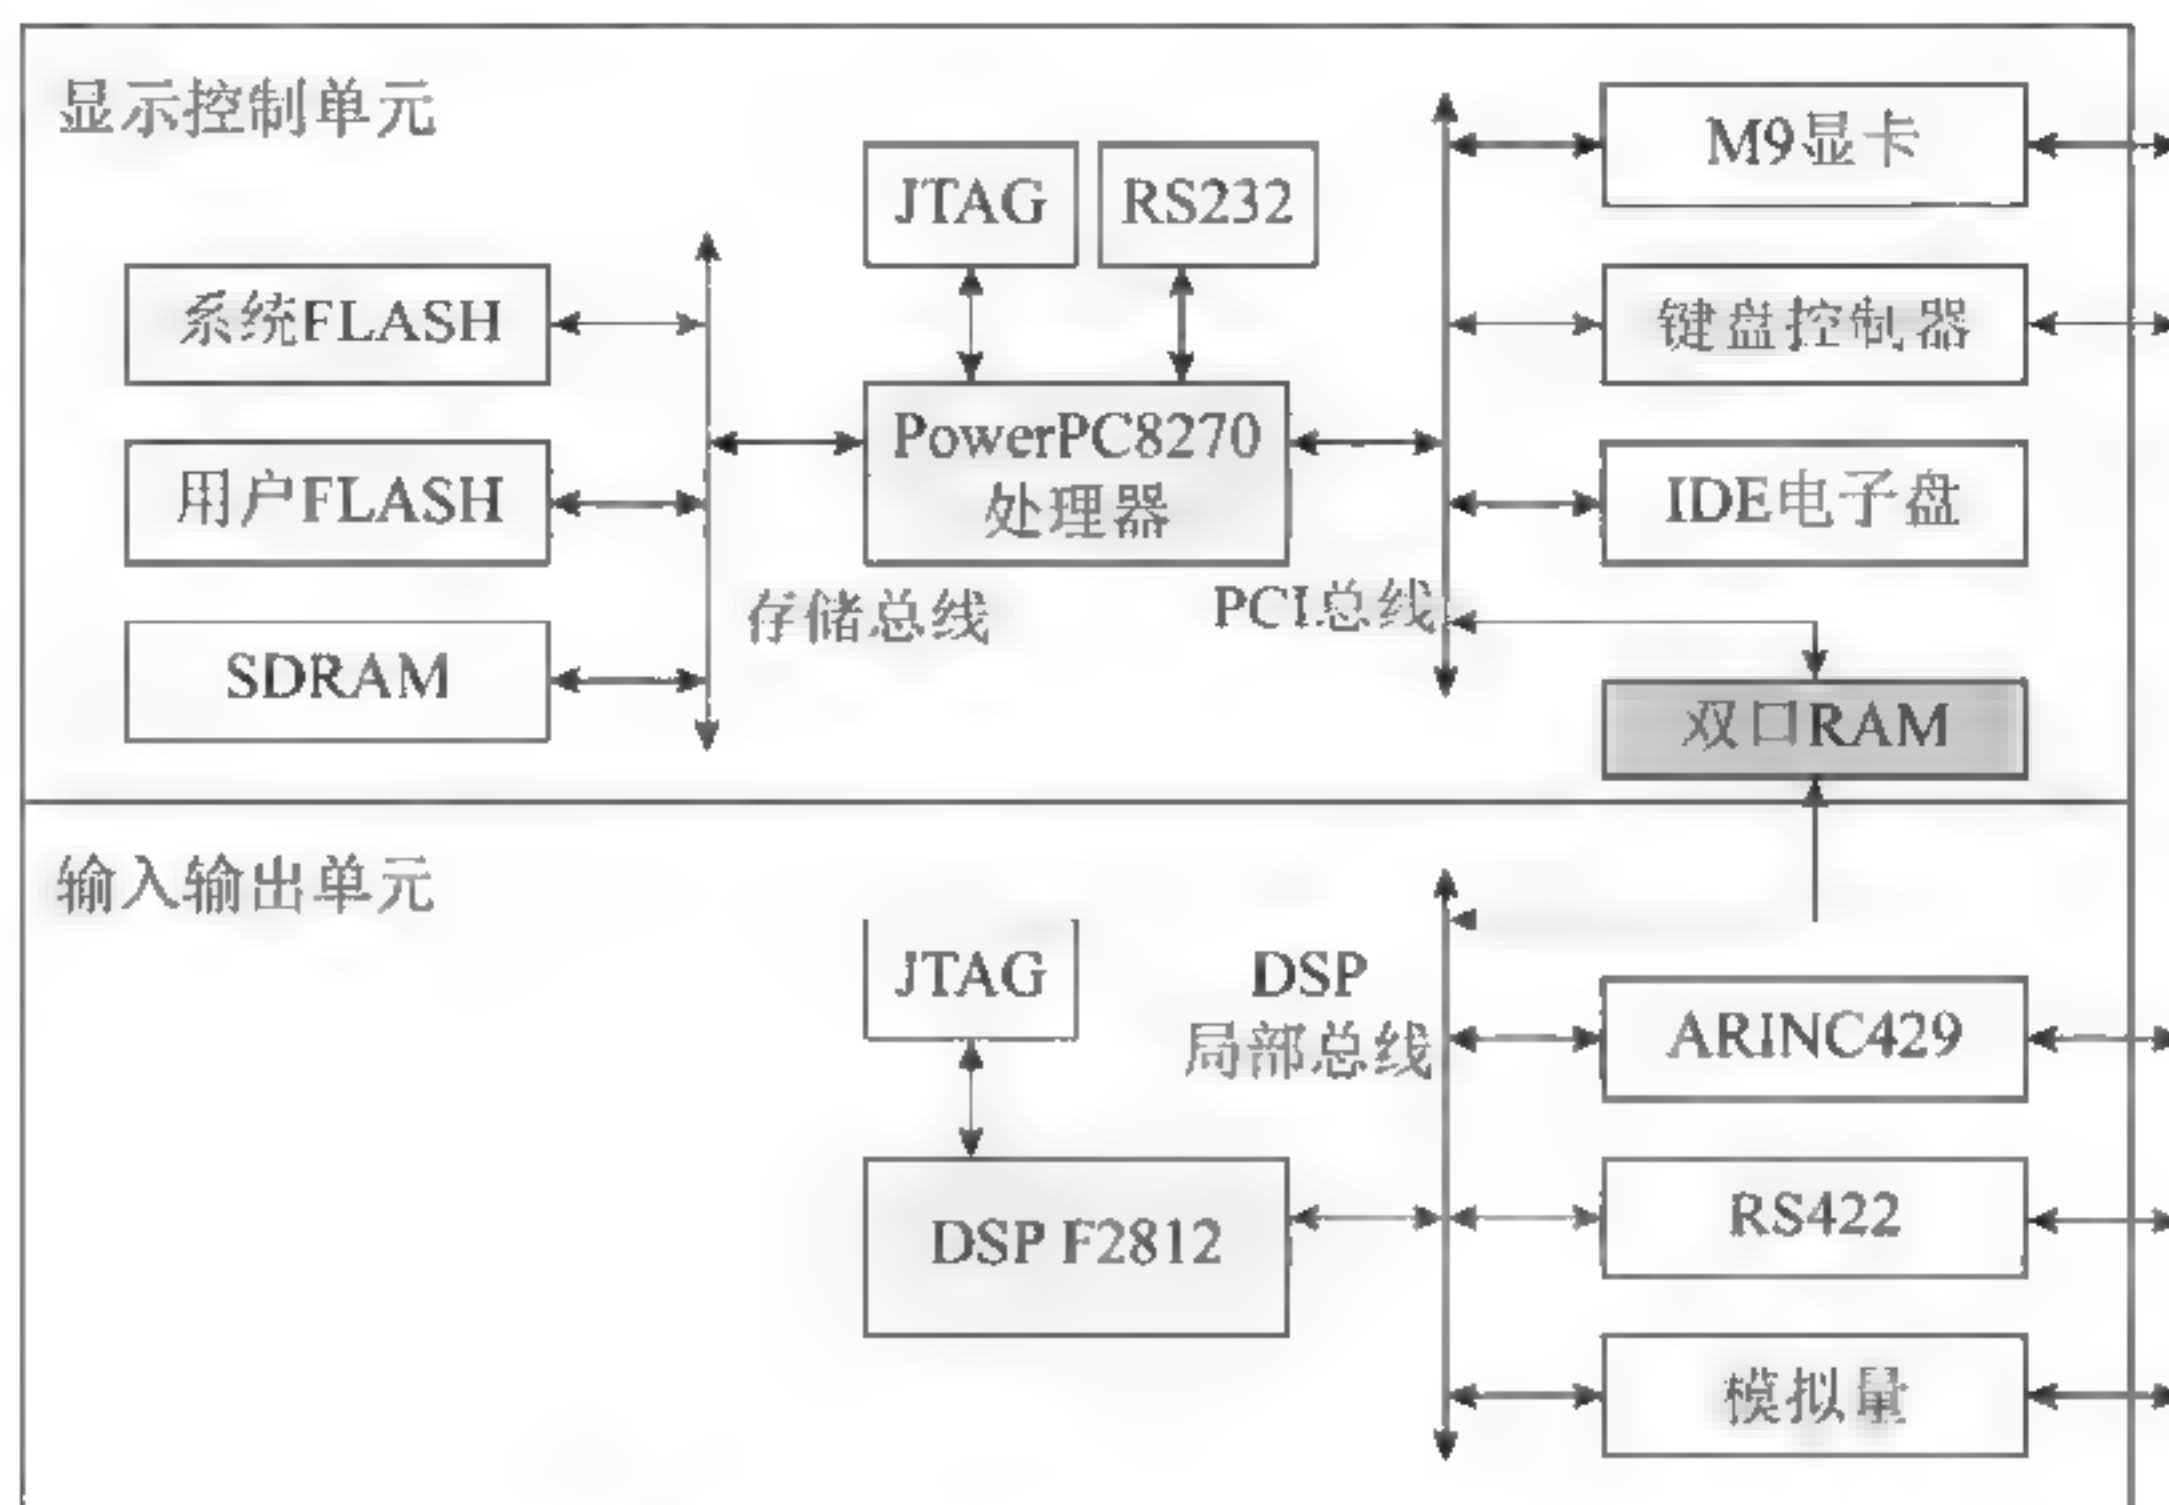 显示控制单元
M9显卡
JTAG
RS232
系统FLASH
键盘控制器
PowerPC8270
处理器
用户FLASH
IDE电子盘
存储总线
PCI总线
SDRAM
双口RAM
输入输出单元
JTAG
DSP
局部总线
ARINC429
DSP F2812
RS422
模拟量